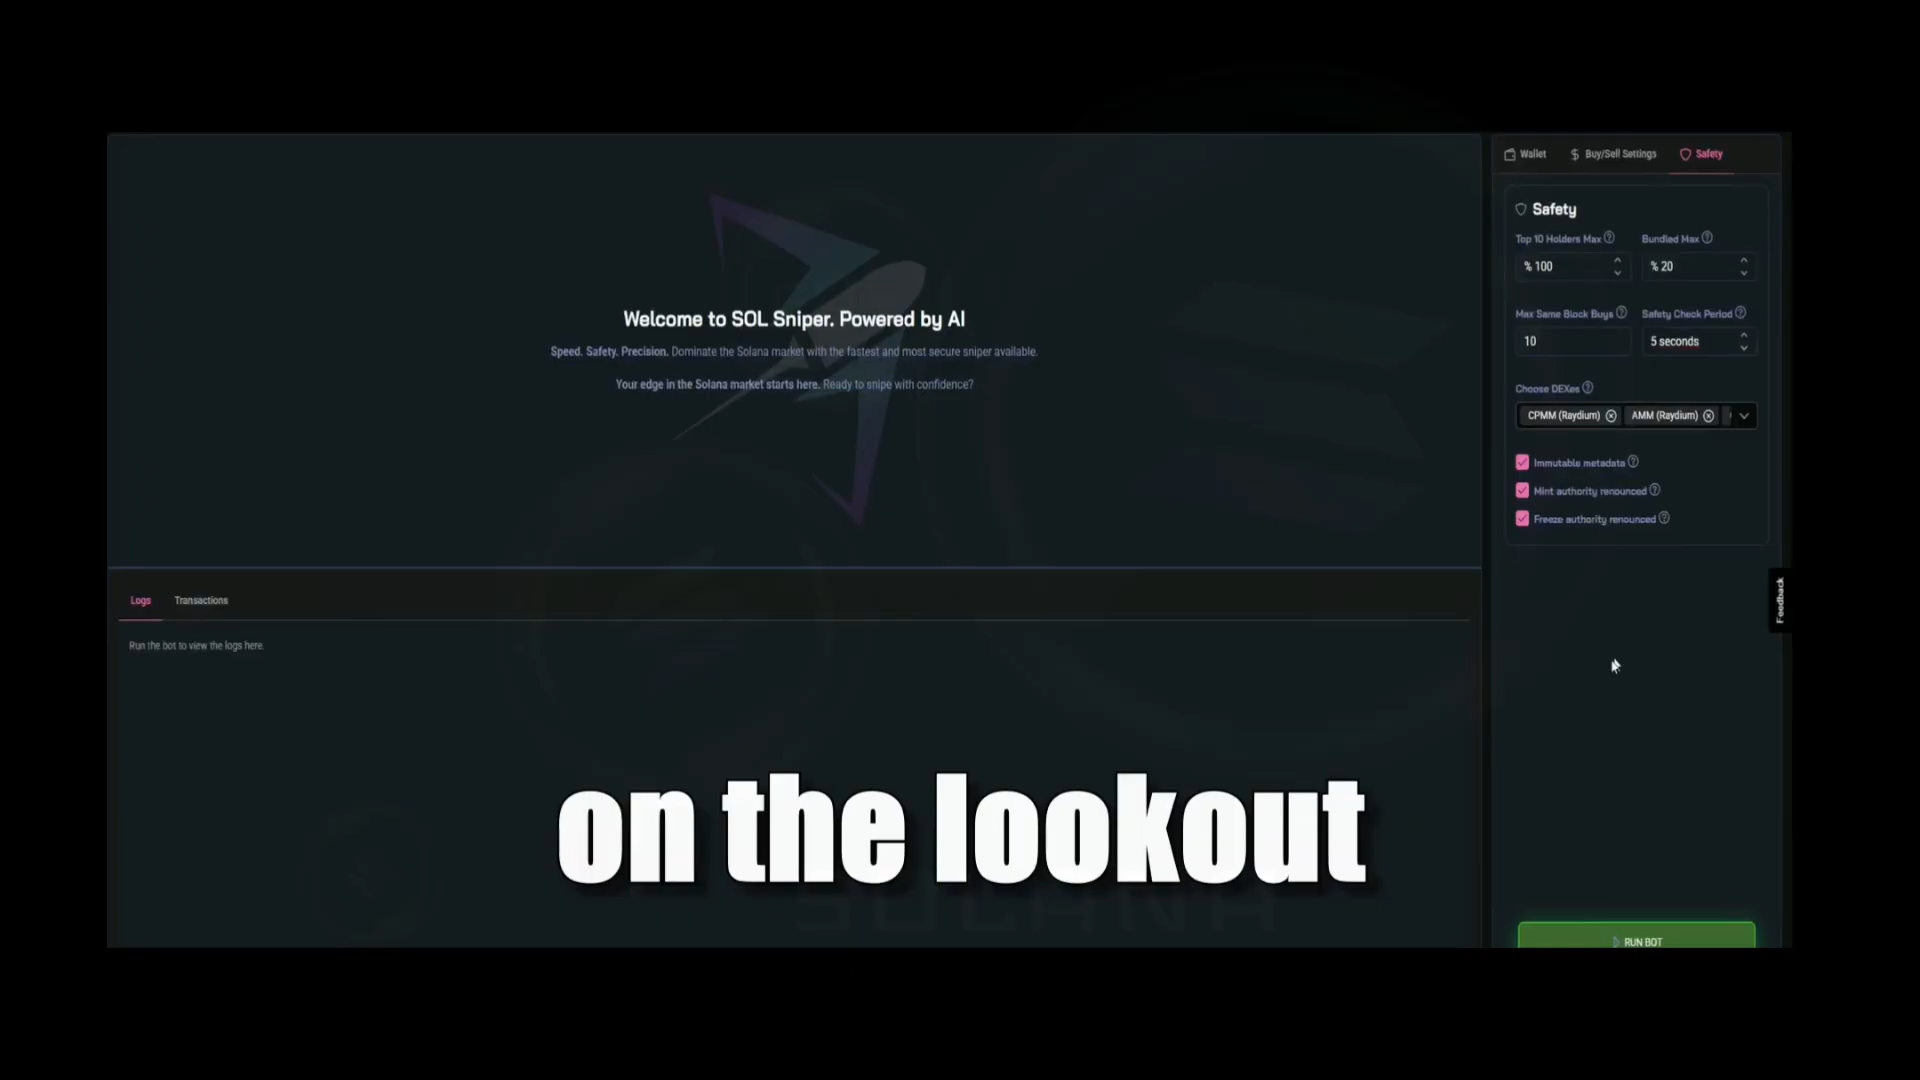 Wallet
Buy/Sell Settings
Safety
Safety
Top 10 Holders Max
Bundled Max
% 100
% 20
Max Same Block Buys
Safety Check Period
10
5 seconds
Choose DEXes
CPMM (Raydium)
AMM (Raydium)
Immutable metadata
Mint authority renounced
Freeze authority renounced
Welcome to SOL Sniper. Powered by AI
Speed. Safety. Precision. Dominate the Solana market with the fastest and most secure sniper available.
Your edge in the Solana market starts here. Ready to snipe with confidence?
Logs
Transactions
Run the bot to view the logs here.
Feedback
on the lookout
SOLANA
RUN BOT